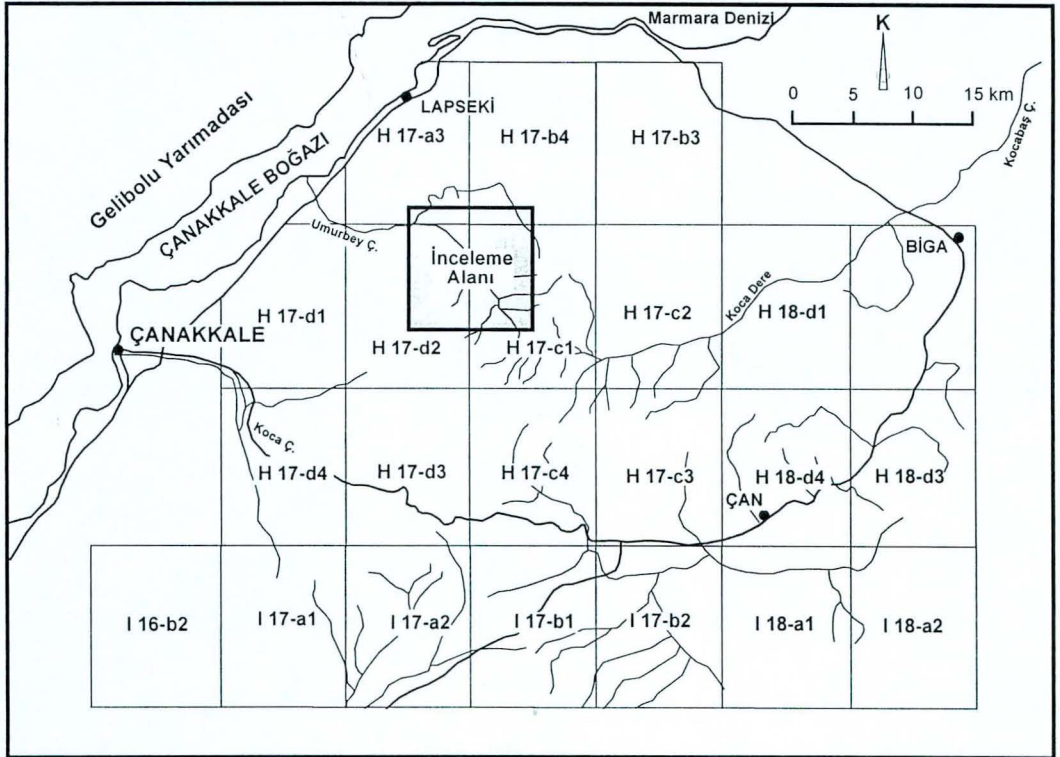 Marmara Denizi
K
0 5 10 15 km
LAPSEKİ
Gelibolu Yarımadası
ÇANAKKALE BOĞAZI
Kocabaş Ç.
H 17-a3
H 17-b4
H 17-b3
Umurbey Ç.
İnceleme
Alanı
BİGA
Koca Dere
H 17-d1
H 17-c2
H 18-d1
ÇANAKKALE
H 17-d2
H 17-c1
Koca Ç.
H 17-d4
H 17-d3
H 17-c4
H 17-c3
H 18-d4
H 18-d3
ÇAN
I 16-b2
I 17-a1
I 17-a2
I 17-b1
I 17-b2
I 18-a1
I 18-a2